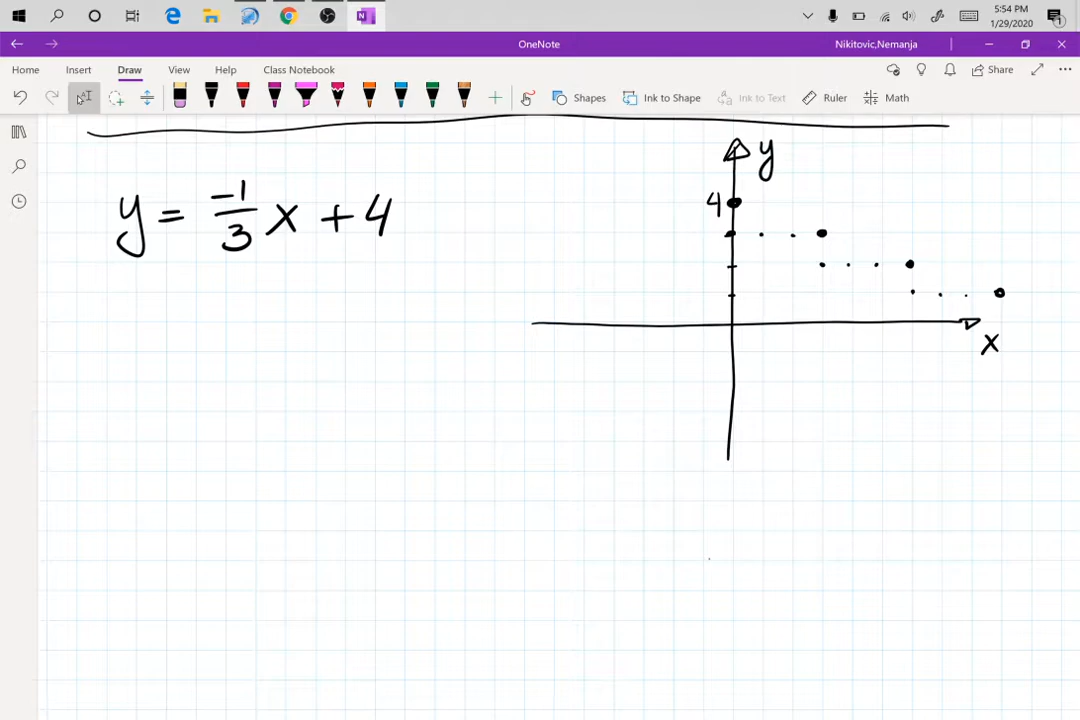 5:54 PM
1/29/2020
OneNote
Nikitovic,Nemanja
Home Insert Draw View Help Class Notebook
Share
Shapes Ink to Shape Ink to Text Ruler Math
y
y = -1/3 x + 4
4
x